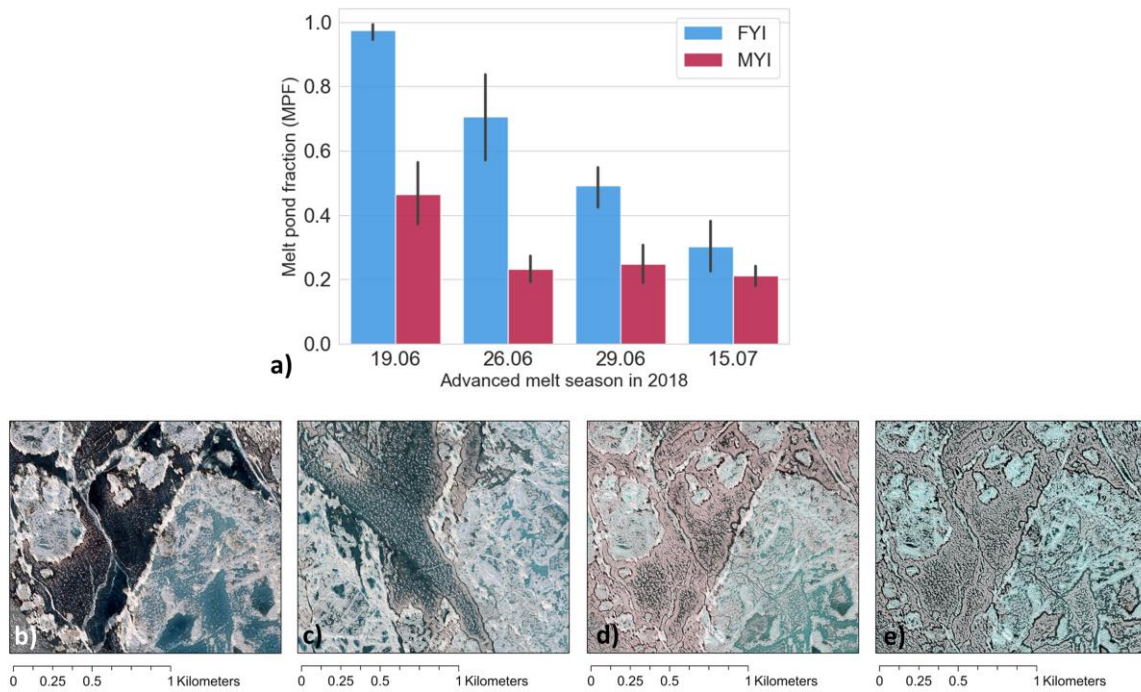 1.0
0.8
0.6
0.4
0.2
0.0
Melt pond fraction (MPF)
FYI
MYI
19.06 26.06 29.06 15.07
Advanced melt season in 2018
a)
b) c) d) e)
0 0.25 0.5 1 Kilometers 0 0.25 0.5 1 Kilometers 0 0.25 0.5 1 Kilometers 0 0.25 0.5 1 Kilometers